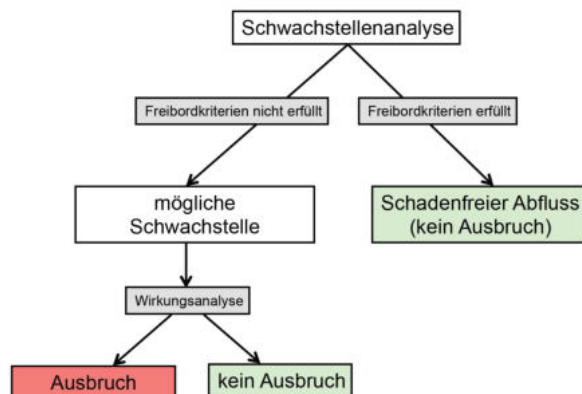 Schwachstellenanalyse
Freibordkriterien nicht erfüllt
Freibordkriterien erfüllt
mögliche
Schwachstelle
Schadenfreier Abfluss
(kein Ausbruch)
Wirkungsanalyse
Ausbruch
kein Ausbruch